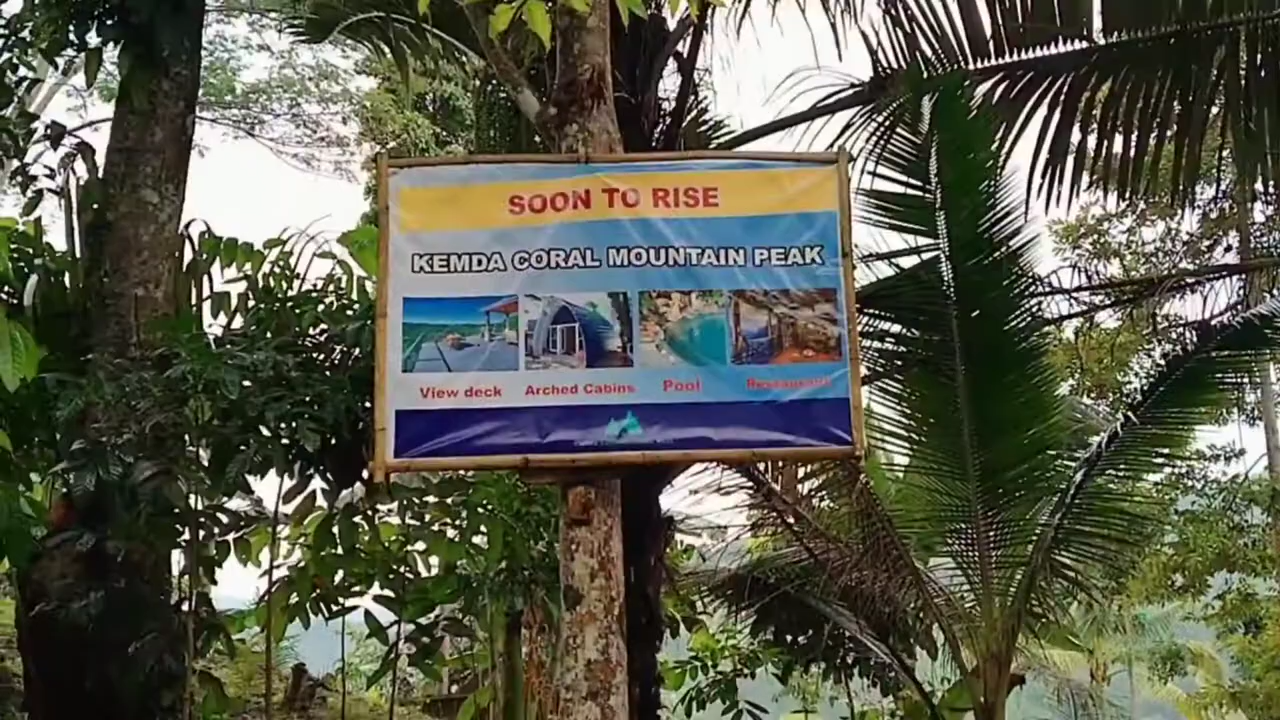 SOON TO RISE
KEMDA CORAL MOUNTAIN PEAK
View deck Arched Cabins Pool Restaurant